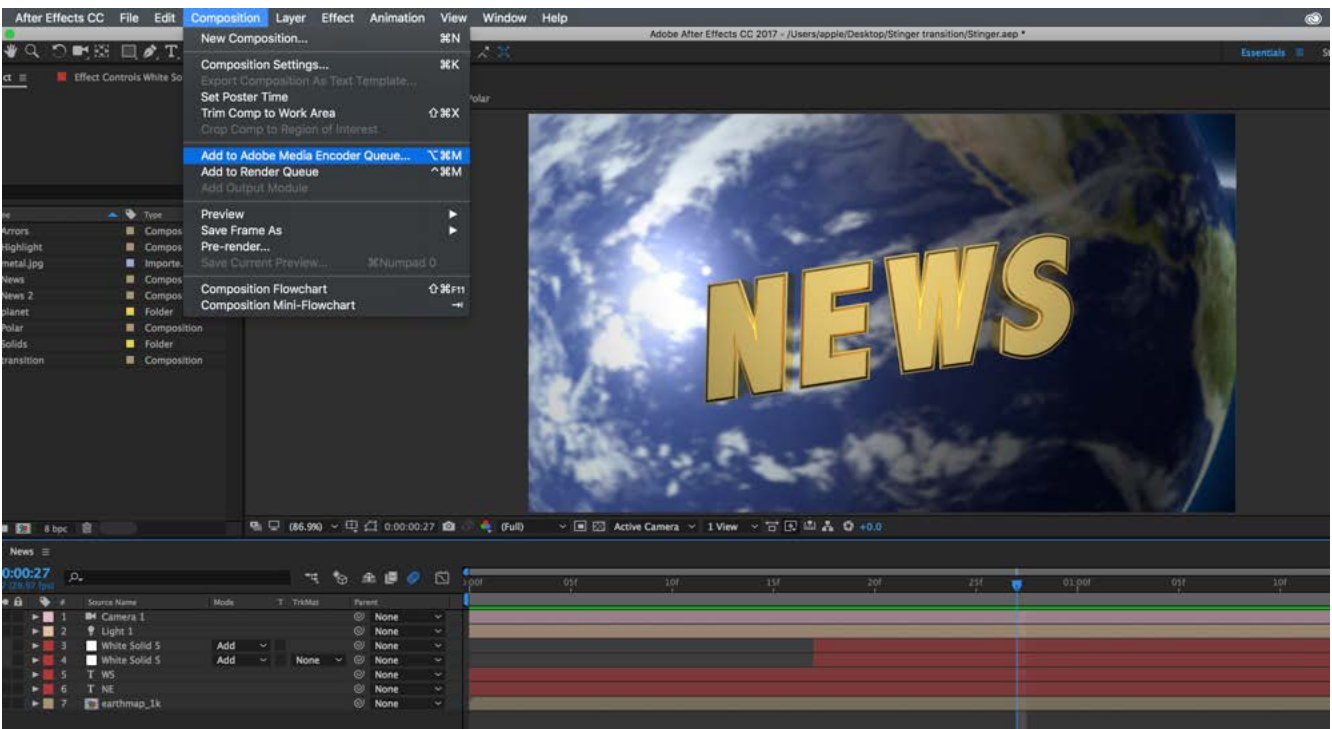 After Effects CC File Edit Composition Layer Effect Animation View Window Help
Adobe After Effects CC 2017 - /Users/apple/Desktop/Stinger transition/Stinger.aep *
Essentials
Effect Controls White So
Polar
New Composition... ⌘N
Composition Settings... ⌘K
Export Composition As Text Template...
Set Poster Time
Trim Comp to Work Area ⇧⌘X
Crop Comp to Region of Interest
Add to Adobe Media Encoder Queue... ⌥⌘M
Add to Render Queue ^⌘M
Add Output Module
Preview
Save Frame As
Pre-render...
Save Current Preview... ⌘Numpad 0
Composition Flowchart ⇧⌘F11
Composition Mini-Flowchart
Type
Arrors Compos
Highlight Compos
metal.jpg Importe
News Compos
News 2 Compos
planet Folder
Polar Composition
Solids Folder
transition Composition
NEWS
8 bpc
(86.9%) 0:00:00:27 (Full) Active Camera 1 View +0.0
News
0:00:27
05f 10f 15f 20f 25f 01:00f 05f 10f
# Source Name Mode T TrkMat Parent
1 Camera 1 None
2 Light 1 None
3 White Solid 5 Add None
4 White Solid 5 Add None None
5 T WS None
6 T NE None
7 earthmap_1k None